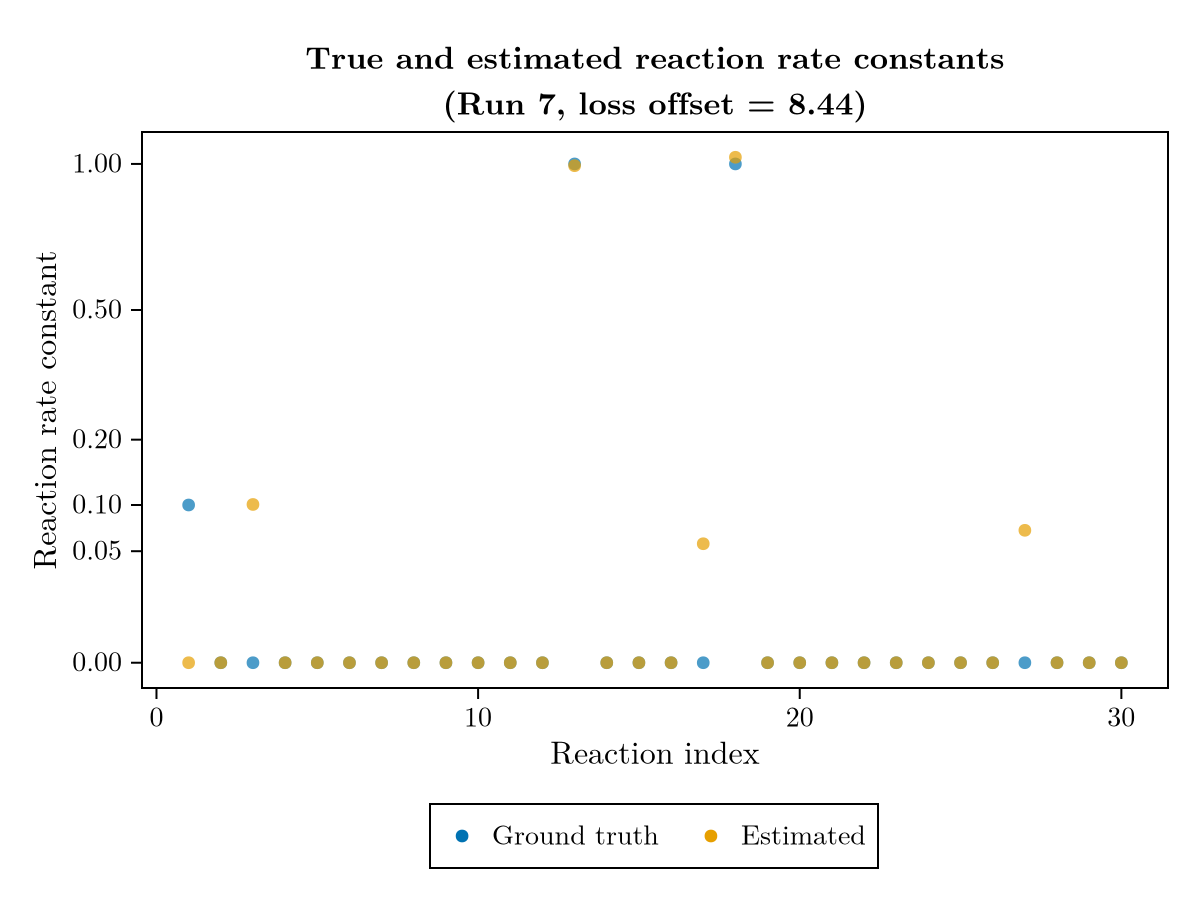 True and estimated reaction rate constants
(Run 7, loss offset = 8.44)
1.00
0.50
0.20
0.10
0.05
0.00
Reaction rate constant
0 10 20 30
Reaction index
Ground truth Estimated